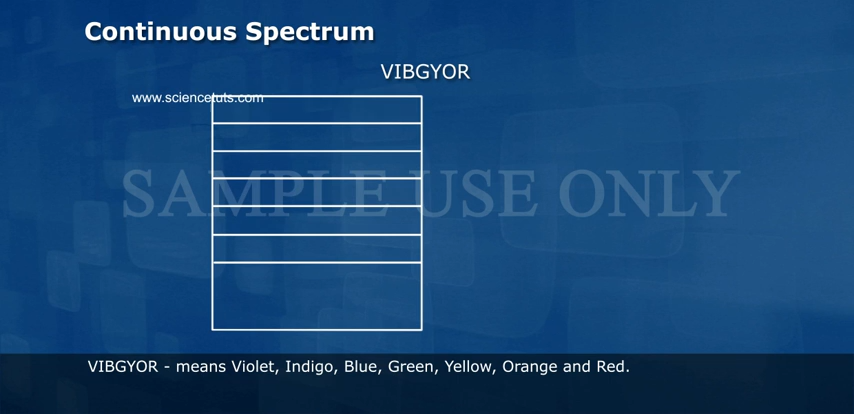 Continuous Spectrum
VIBGYOR
www.sciencetuts.com
SAMPLE USE ONLY
VIBGYOR - means Violet, Indigo, Blue, Green, Yellow, Orange and Red.